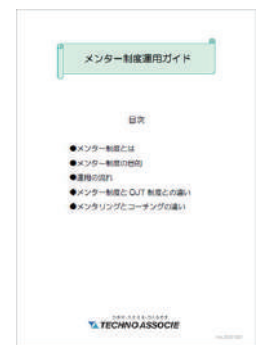 メンター制度運用ガイド
目次
●メンター制度とは
●メンター制度の目的
●運用の流れ
●メンター制度とOJT制度との違い
●メンタリングとコーチングの違い
TECHNO ASSOCIE